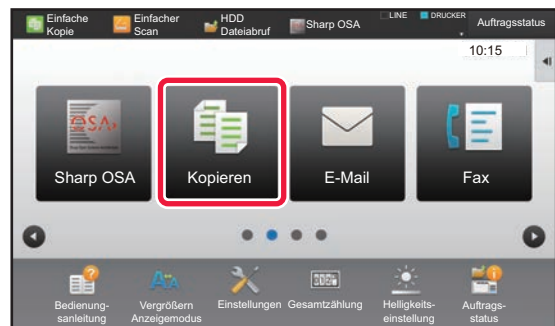 Einfache
Kopie
Einfacher
Scan
HDD
Dateiabruf
Sharp OSA
LINE
DRUCKER
Auftragsstatus
10:15
OSA
Sharp OSA
Kopieren
E-Mail
Fax
Bedienung-
sanleitung
Vergrößern
Anzeigemodus
Einstellungen
Gesamtzählung
Helligkeits-
einstellung
Auftrags-
status